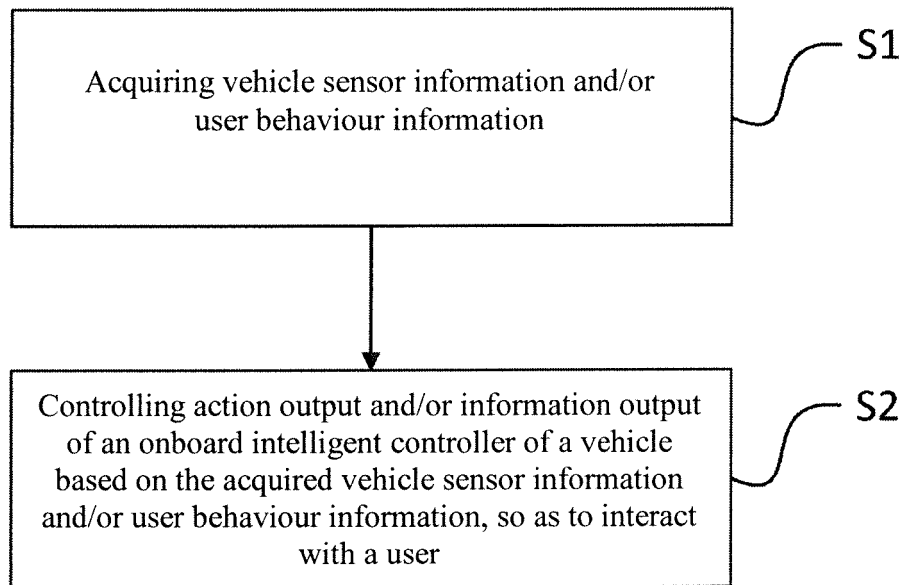 Acquiring vehicle sensor information and/or
user behaviour information
S1
Controlling action output and/or information output
of an onboard intelligent controller of a vehicle
based on the acquired vehicle sensor information
and/or user behaviour information, so as to interact
with a user
S2